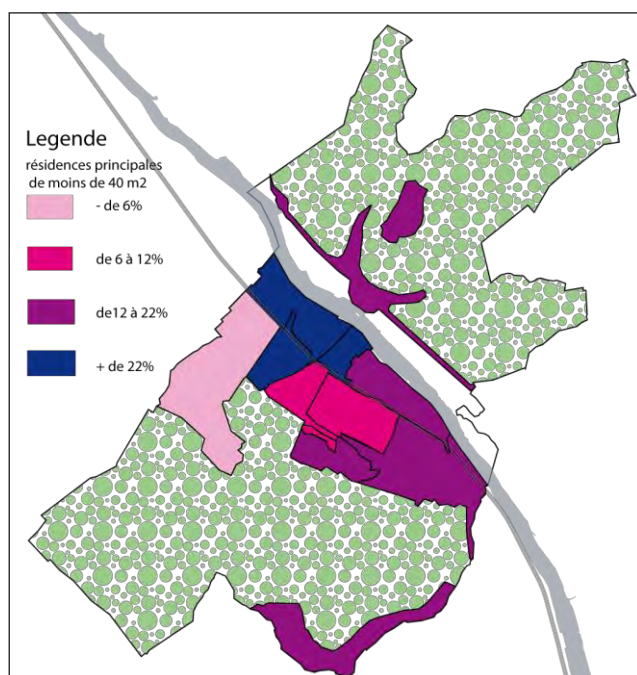 Legende
résidences principales
de moins de 40 m2
- de 6%
de 6 à 12%
de12 à 22%
+ de 22%